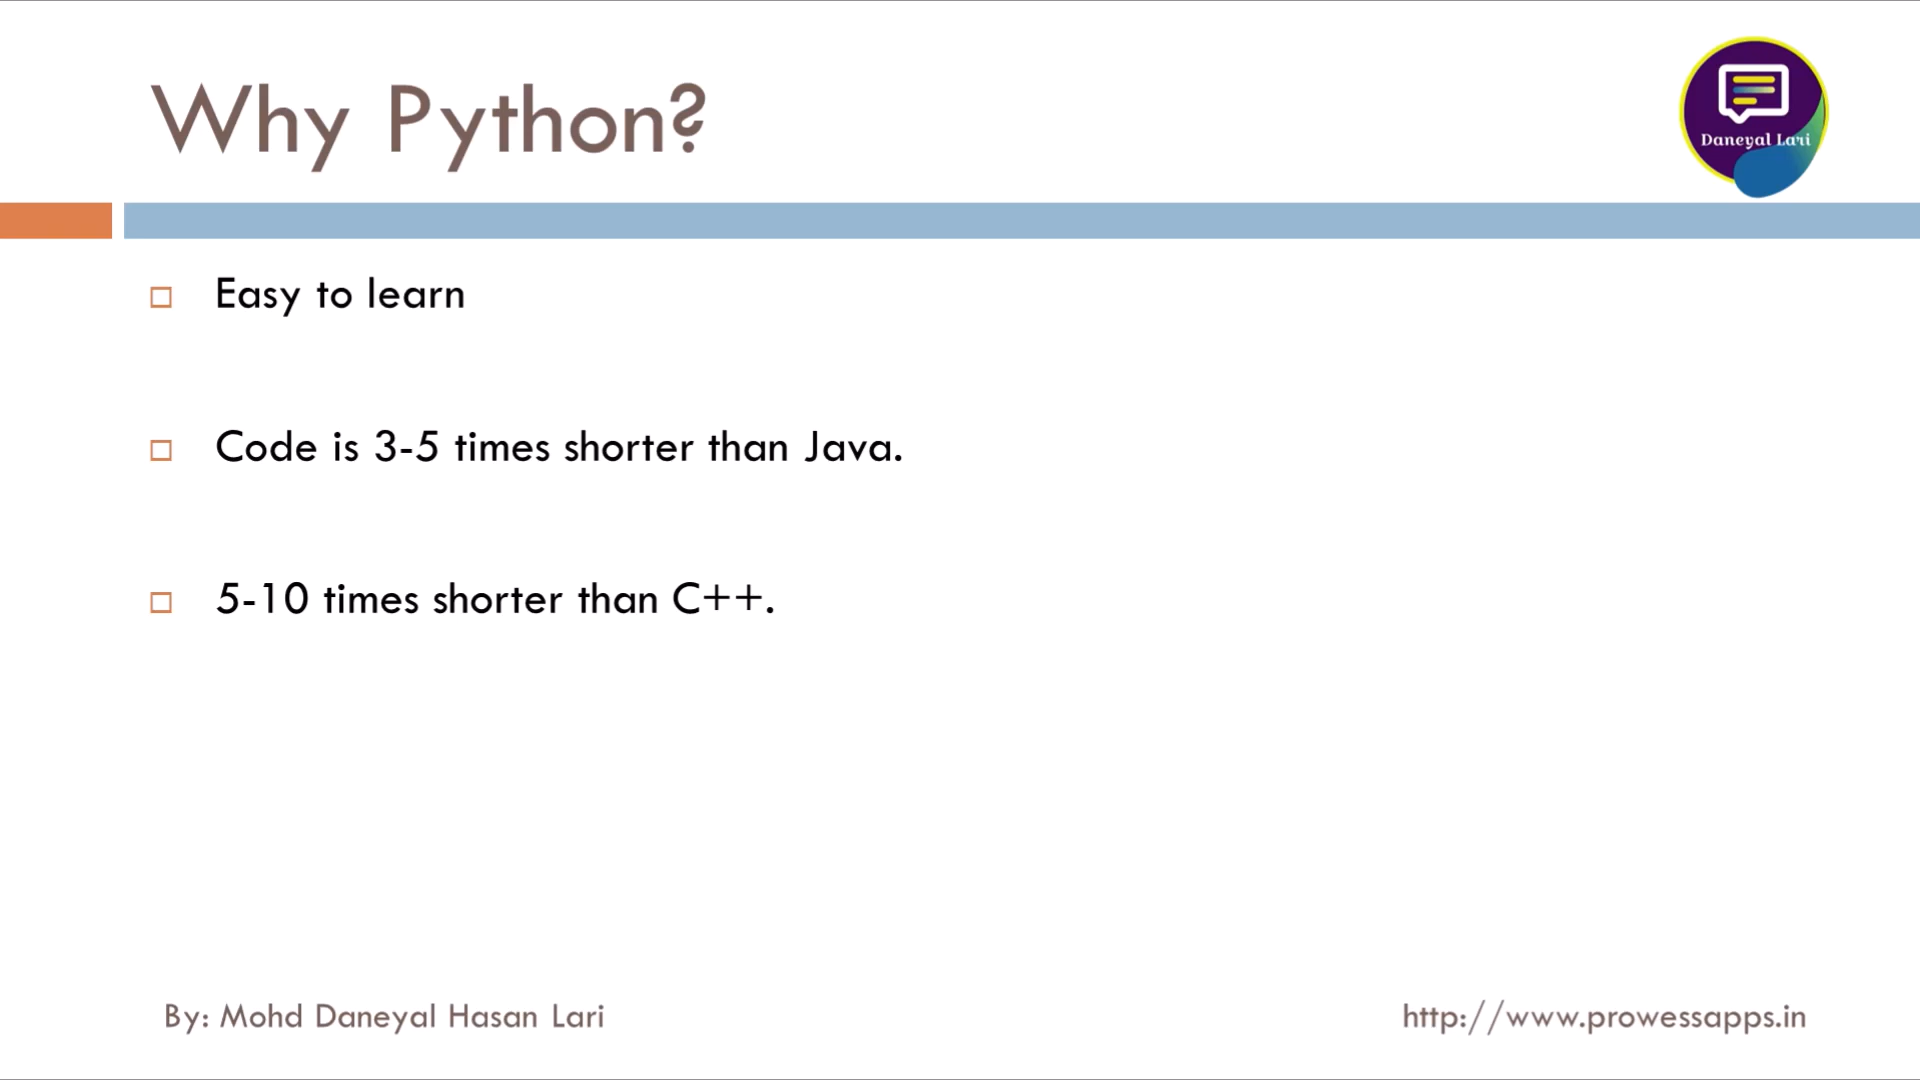 Why Python?
Daneyal Lari
Easy to learn
Code is 3-5 times shorter than Java.
5-10 times shorter than C++.
By: Mohd Daneyal Hasan Lari
http://www.prowessapps.in